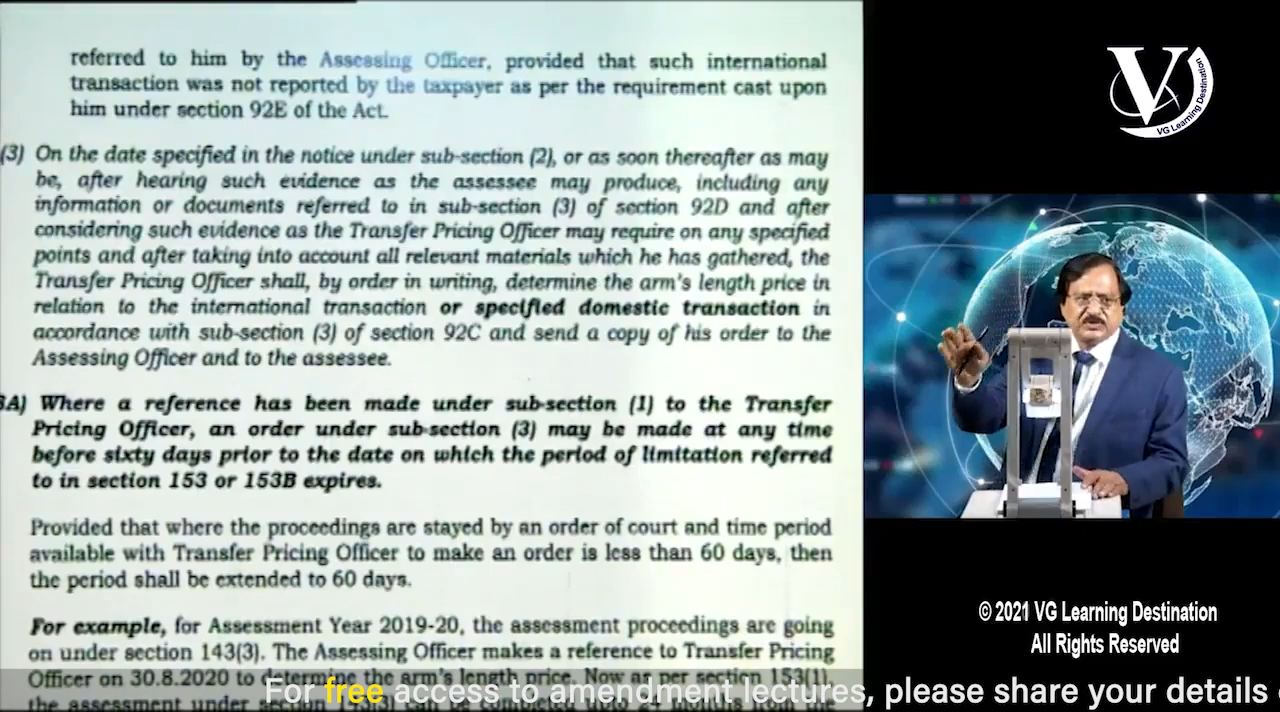 referred to him by the Assessing Officer, provided that such international
transaction was not reported by the taxpayer as per the requirement cast upon
him under section 92E of the Act.
(3) On the date specified in the notice under sub-section (2), or as soon thereafter as may
be, after hearing such evidence as the assessee may produce, including any
information or documents referred to in sub-section (3) of section 92D and after
considering such evidence as the Transfer Pricing Officer may require on any specified
points and after taking into account all relevant materials which he has gathered, the
Transfer Pricing Officer shall, by order in writing, determine the arm's length price in
relation to the international transaction or specified domestic transaction in
accordance with sub-section (3) of section 92C and send a copy of his order to the
Assessing Officer and to the assessee.
3A) Where a reference has been made under sub-section (1) to the Transfer
Pricing Officer, an order under sub-section (3) may be made at any time
before sixty days prior to the date on which the period of limitation referred
to in section 153 or 153B expires.
Provided that where the proceedings are stayed by an order of court and time period
available with Transfer Pricing Officer to make an order is less than 60 days, then
the period shall be extended to 60 days.
For example, for Assessment Year 2019-20, the assessment proceedings are going
on under section 143(3). The Assessing Officer makes a reference to Transfer Pricing
Officer on 30.8.2020 to determine the arm's length price. Now as per section 153(1),
the assessment under section
V
VG Learning Destination
© 2021 VG Learning Destination
All Rights Reserved
For free access to amendment lectures, please share your details